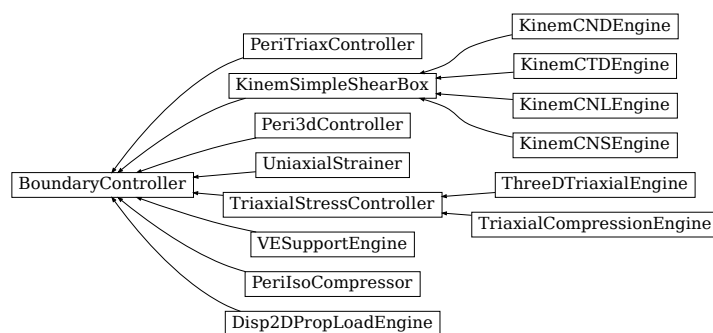 KinemCNDEngine
PeriTriaxController
KinemCTDEngine
KinemSimpleShearBox
KinemCNLEngine
Peri3dController
KinemCNSEngine
UniaxialStrainer
BoundaryController
ThreeDTriaxialEngine
TriaxialStressController
TriaxialCompressionEngine
VESupportEngine
PeriIsoCompressor
Disp2DPropLoadEngine